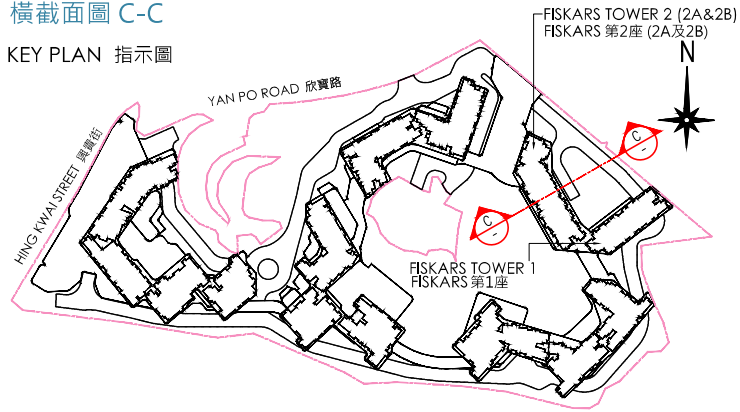 橫截面圖 C-C
KEY PLAN 指示圖
FISKARS TOWER 2 (2A&2B)
FISKARS 第2座 (2A及2B)
N
YAN PO ROAD 欣寶路
HING KWAI STREET 興貴街
C
-
C
-
FISKARS TOWER 1
FISKARS 第1座